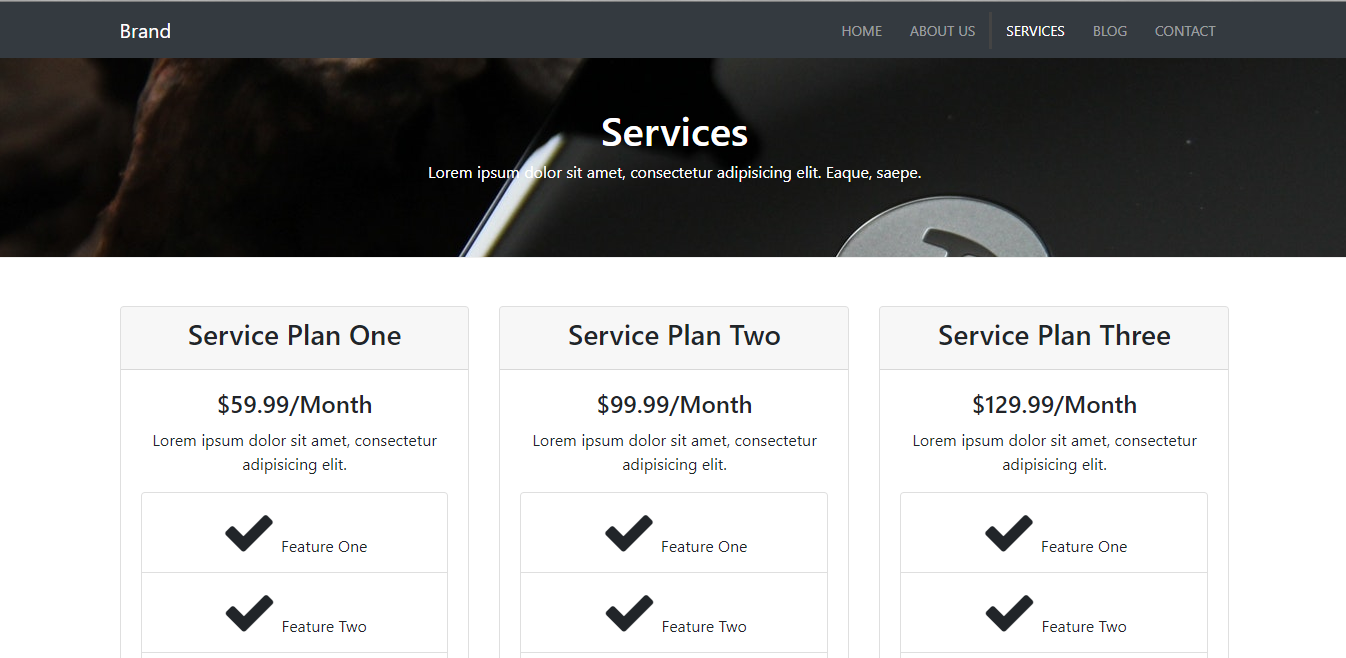 Brand
HOME ABOUT US SERVICES BLOG CONTACT
Services
Lorem ipsum dolor sit amet, consectetur adipisicing elit. Eaque, saepe.
Service Plan One
$59.99/Month
Lorem ipsum dolor sit amet, consectetur
adipisicing elit.
Feature One
Feature Two
Service Plan Two
$99.99/Month
Lorem ipsum dolor sit amet, consectetur
adipisicing elit.
Feature One
Feature Two
Service Plan Three
$129.99/Month
Lorem ipsum dolor sit amet, consectetur
adipisicing elit.
Feature One
Feature Two